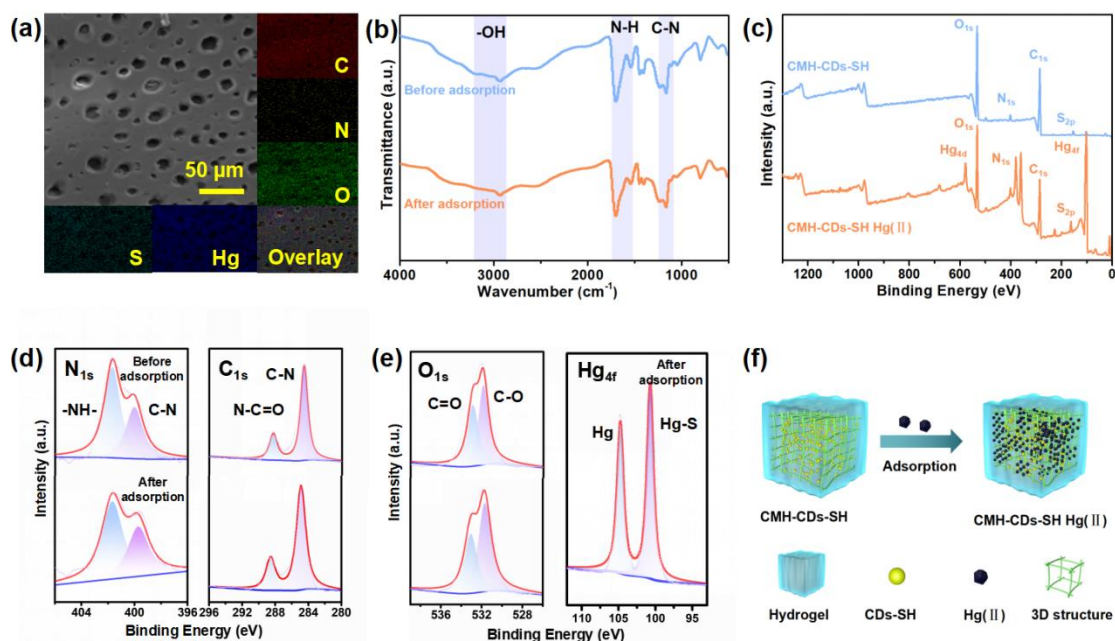 (a)
C
N
O
50 μm
S
Hg
Overlay
(b)
-OH
N-H
C-N
Before adsorption
After adsorption
Transmittance (a.u.)
4000
3000
2000
1000
Wavenumber (cm-1)
(c)
O1s
C1s
CMH-CDs-SH
N1s
S2p
O1s
Hg4d
N1s
C1s
Hg4f
S2p
CMH-CDs-SH Hg(Ⅱ)
Intensity (a.u.)
1200
1000
800
600
400
200
0
Binding Energy (eV)
(d)
N1s
Before
adsorption
-NH-
C-N
After
adsorption
C1s
C-N
N-C=O
Intensity (a.u.)
404
400
396
296
292
288
284
280
Binding Energy (eV)
(e)
O1s
C=O
C-O
Hg4f
After
adsorption
Hg
Hg-S
Intensity (a.u.)
536
532
528
110
105
100
95
Binding Energy (eV)
(f)
Adsorption
CMH-CDs-SH
CMH-CDs-SH Hg(Ⅱ)
Hydrogel
CDs-SH
Hg(Ⅱ)
3D structure